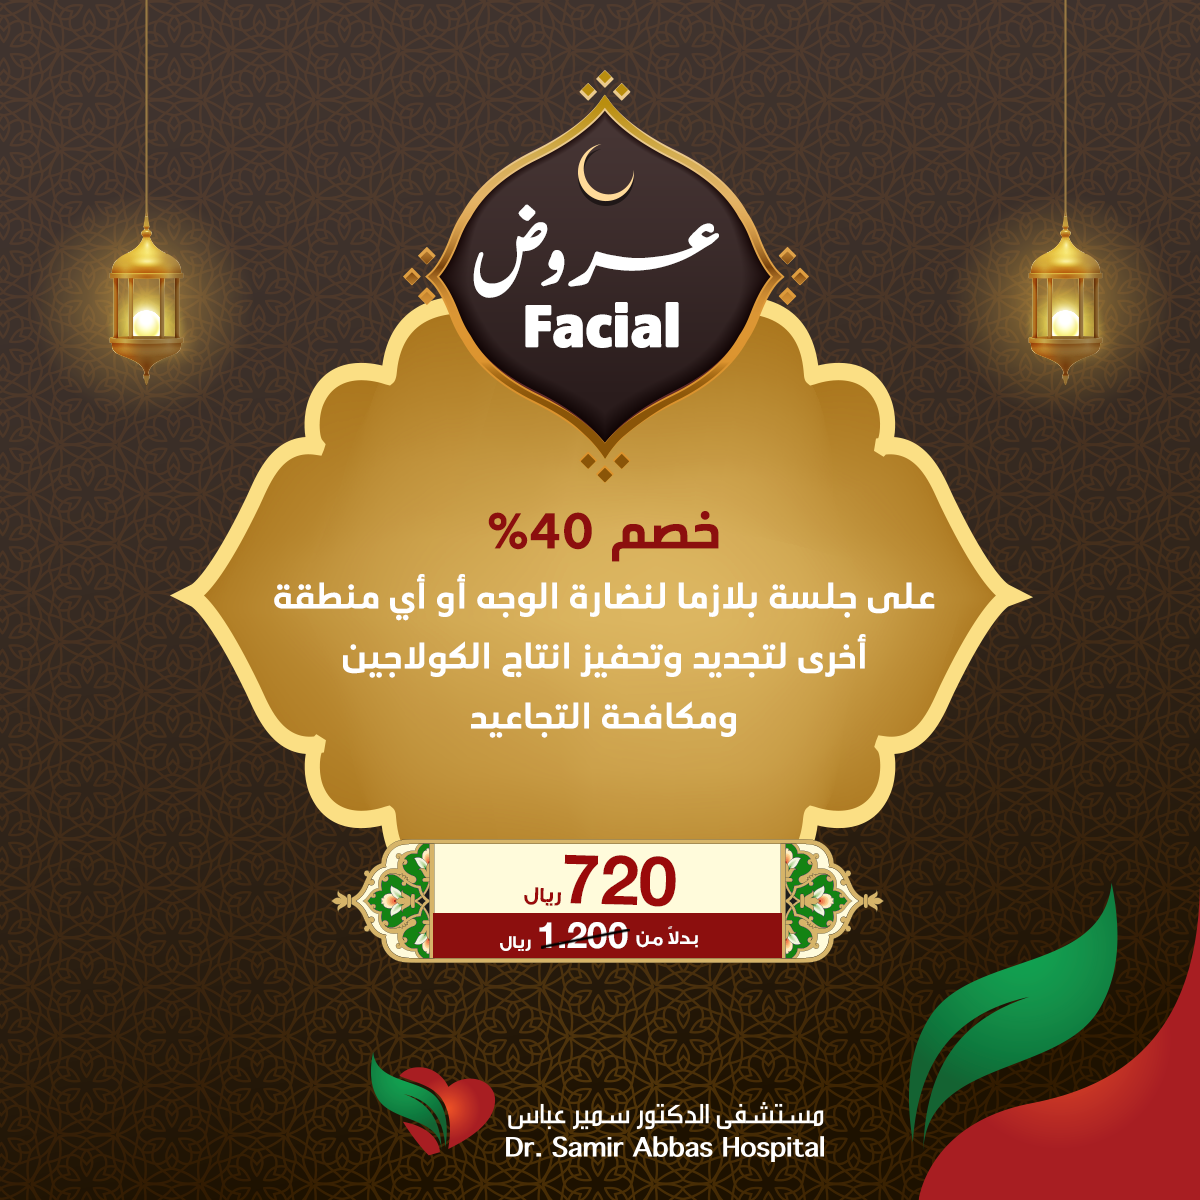 عروض
Facial
خصم 40%
على جلسة بلازما لنضارة الوجه أو أي منطقة
أخرى لتجديد وتحفيز انتاج الكولاجين
ومكافحة التجاعيد
720 ريال
بدلاً من 1.200 ريال
مستشفى الدكتور سمير عباس
Dr. Samir Abbas Hospital